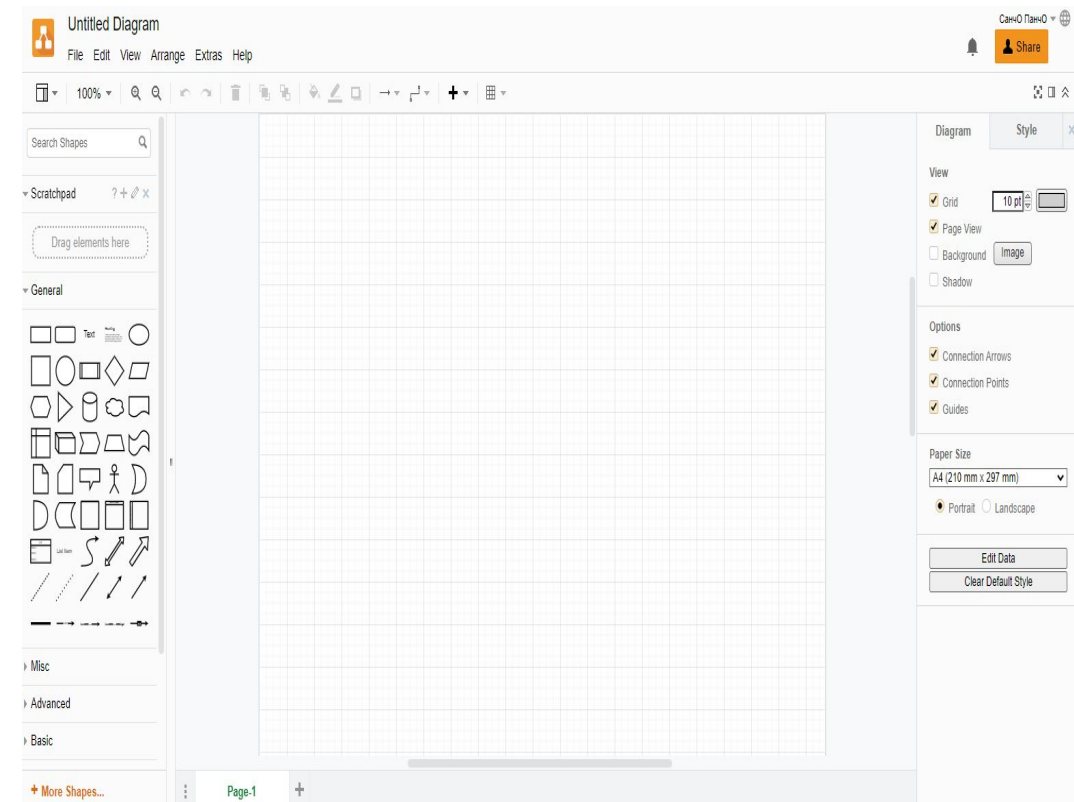 Untitled Diagram
СанчО ПанчО
File Edit View Arrange Extras Help
Share
100%
Search Shapes
Scratchpad
?
Drag elements here
General
Text
Heading
List Item
Misc
Advanced
Basic
+ More Shapes...
Page-1
Diagram Style
View
Grid 10 pt
Page View
Background Image
Shadow
Options
Connection Arrows
Connection Points
Guides
Paper Size
A4 (210 mm x 297 mm)
Portrait Landscape
Edit Data
Clear Default Style